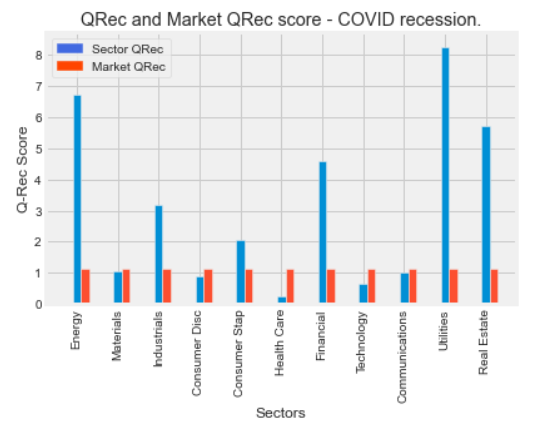 QRec and Market QRec score - COVID recession.
Sector QRec
Market QRec
8
7
6
5
4
3
2
1
0
Q-Rec Score
Energy
Materials
Industrials
Consumer Disc
Consumer Stap
Health Care
Financial
Technology
Communications
Utilities
Real Estate
Sectors